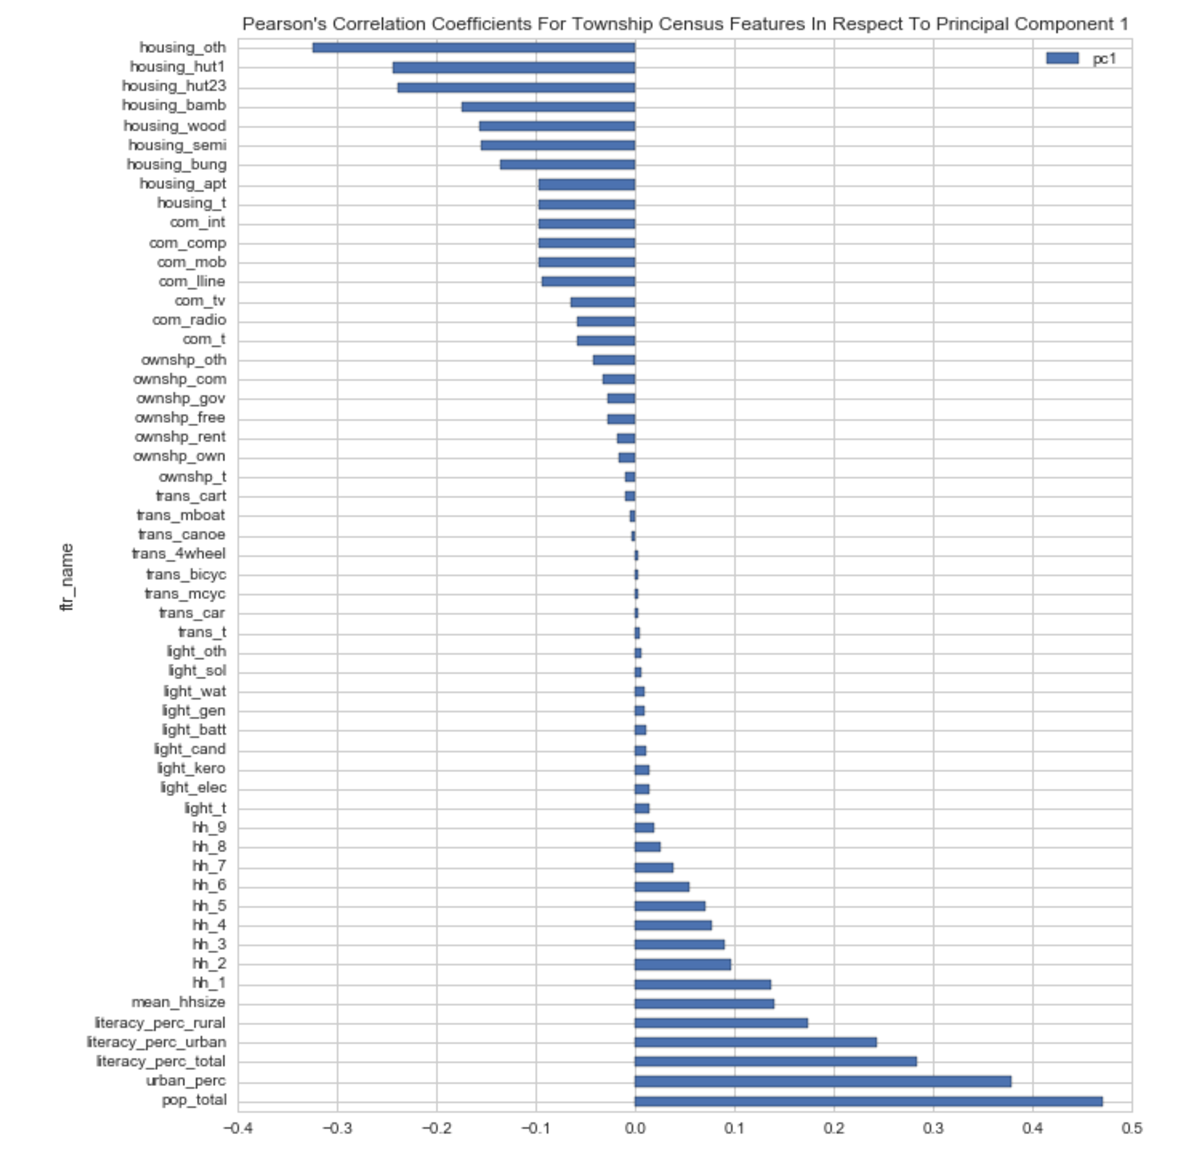 Pearson's Correlation Coefficients For Township Census Features In Respect To Principal Component 1
pc1
housing_oth
housing_hut1
housing_hut23
housing_bamb
housing_wood
housing_semi
housing_bung
housing_apt
housing_t
com_int
com_comp
com_mob
com_lline
com_tv
com_radio
com_t
ownshp_oth
ownshp_com
ownshp_gov
ownshp_free
ownshp_rent
ownshp_own
ownshp_t
trans_cart
trans_mboat
trans_canoe
trans_4wheel
trans_bicyc
trans_mcyc
trans_car
trans_t
light_oth
light_sol
light_wat
light_gen
light_batt
light_cand
light_kero
light_elec
light_t
hh_9
hh_8
hh_7
hh_6
hh_5
hh_4
hh_3
hh_2
hh_1
mean_hhsize
literacy_perc_rural
literacy_perc_urban
literacy_perc_total
urban_perc
pop_total
ftr_name
−0.4 −0.3 −0.2 −0.1 0.0 0.1 0.2 0.3 0.4 0.5